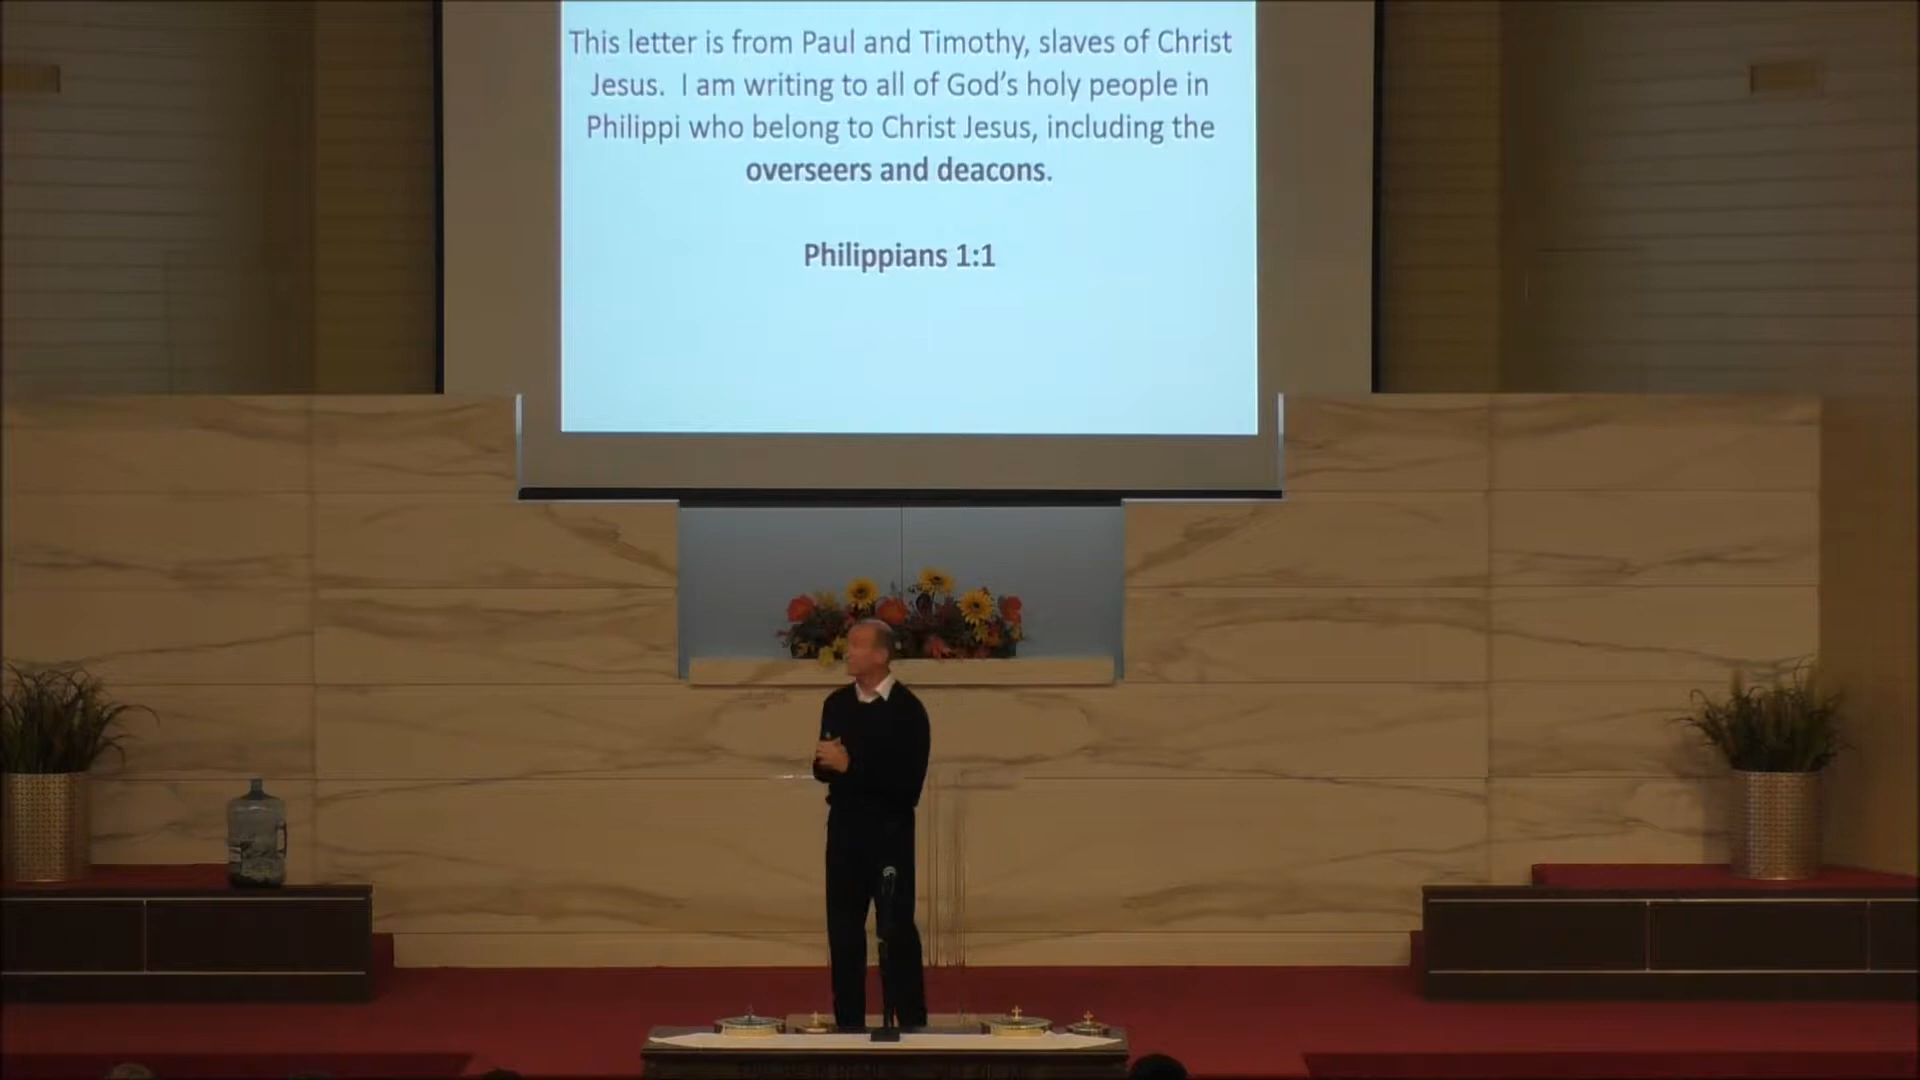 This letter is from Paul and Timothy, slaves of Christ
Jesus.  I am writing to all of God's holy people in
Philippi who belong to Christ Jesus, including the
overseers and deacons.
Philippians 1:1